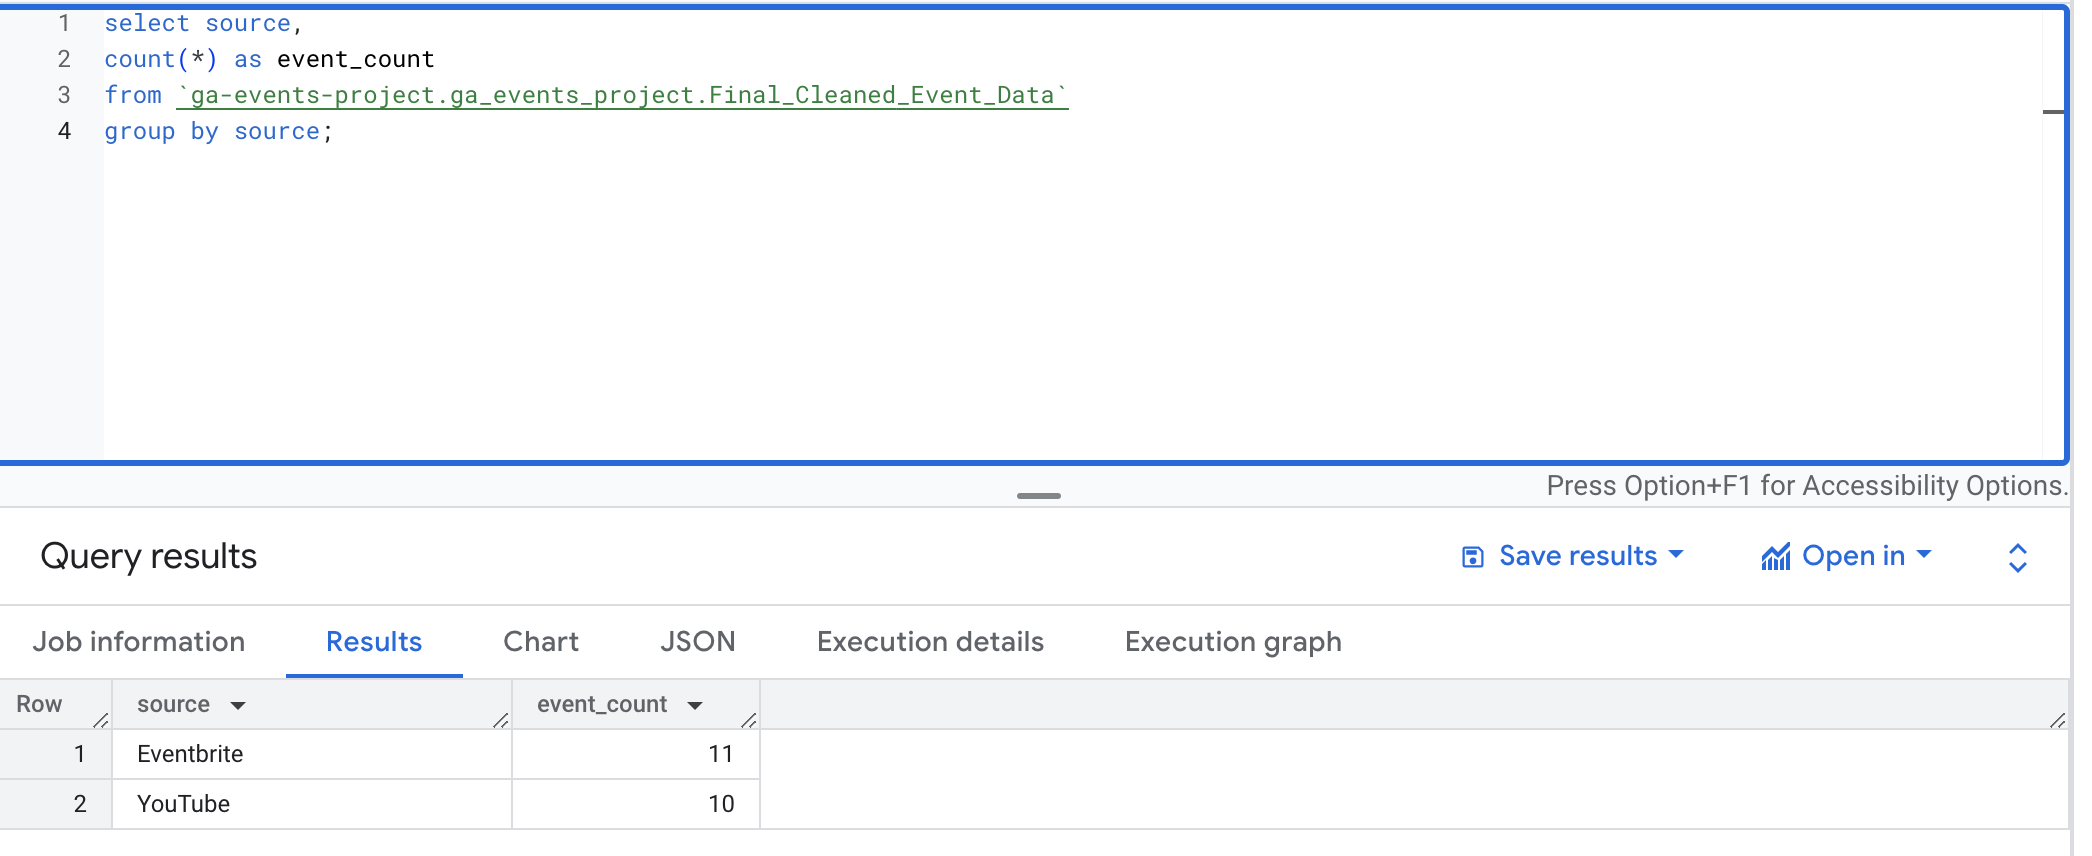 1 select source,
2 count(*) as event_count
3 from `ga-events-project.ga_events_project.Final_Cleaned_Event_Data`
4 group by source;
Press Option+F1 for Accessibility Options.
Query results Save results Open in
Job information Results Chart JSON Execution details Execution graph
Row source event_count
1 Eventbrite 11
2 YouTube 10